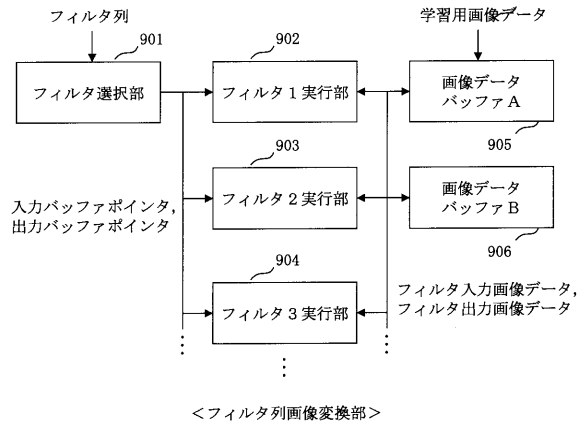 フィルタ列
901
902
学習用画像データ
フィルタ選択部
フィルタ1実行部
画像データ
バッファA
905
903
入力バッファポインタ,
出力バッファポインタ
フィルタ2実行部
画像データ
バッファB
906
904
フィルタ3実行部
フィルタ入力画像データ,
フィルタ出力画像データ
<フィルタ列画像変換部>